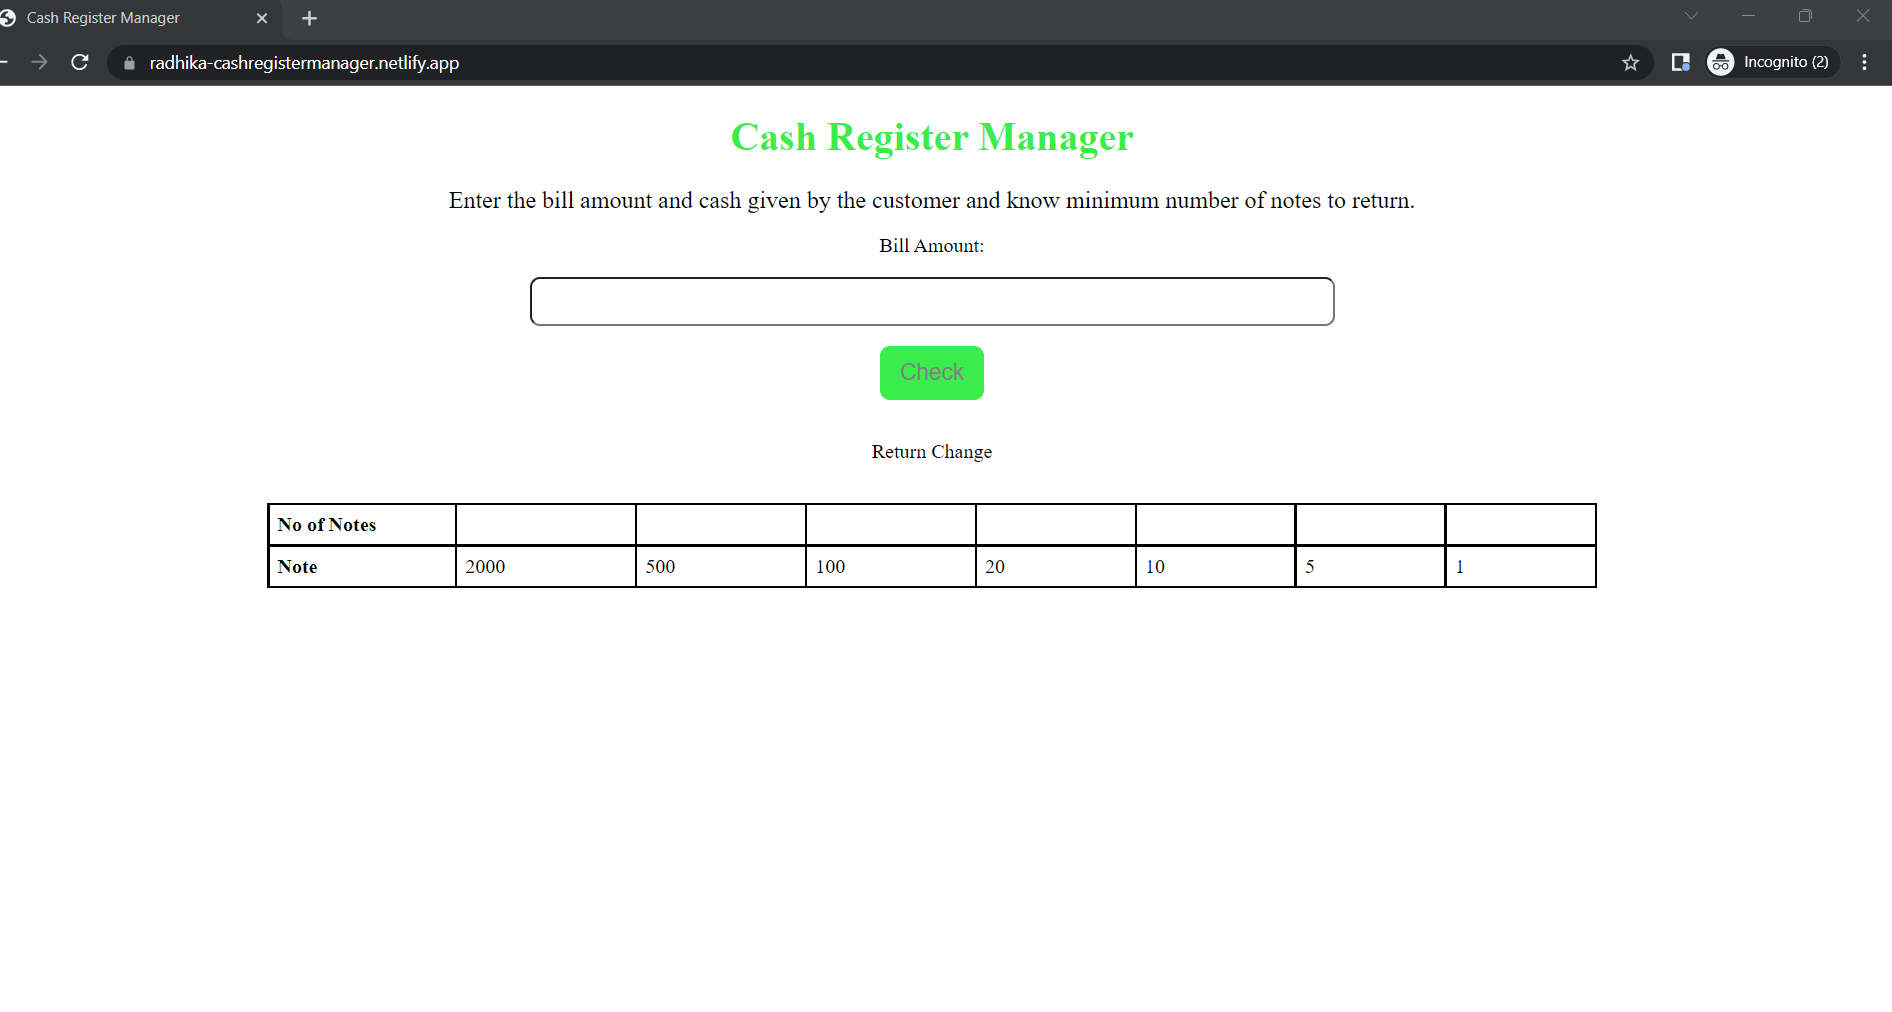 Cash Register Manager
radhika-cashregistermanager.netlify.app Incognito (2)
Cash Register Manager
Enter the bill amount and cash given by the customer and know minimum number of notes to return.
Bill Amount:
Check
Return Change
No of Notes
Note 2000 500 100 20 10 5 1